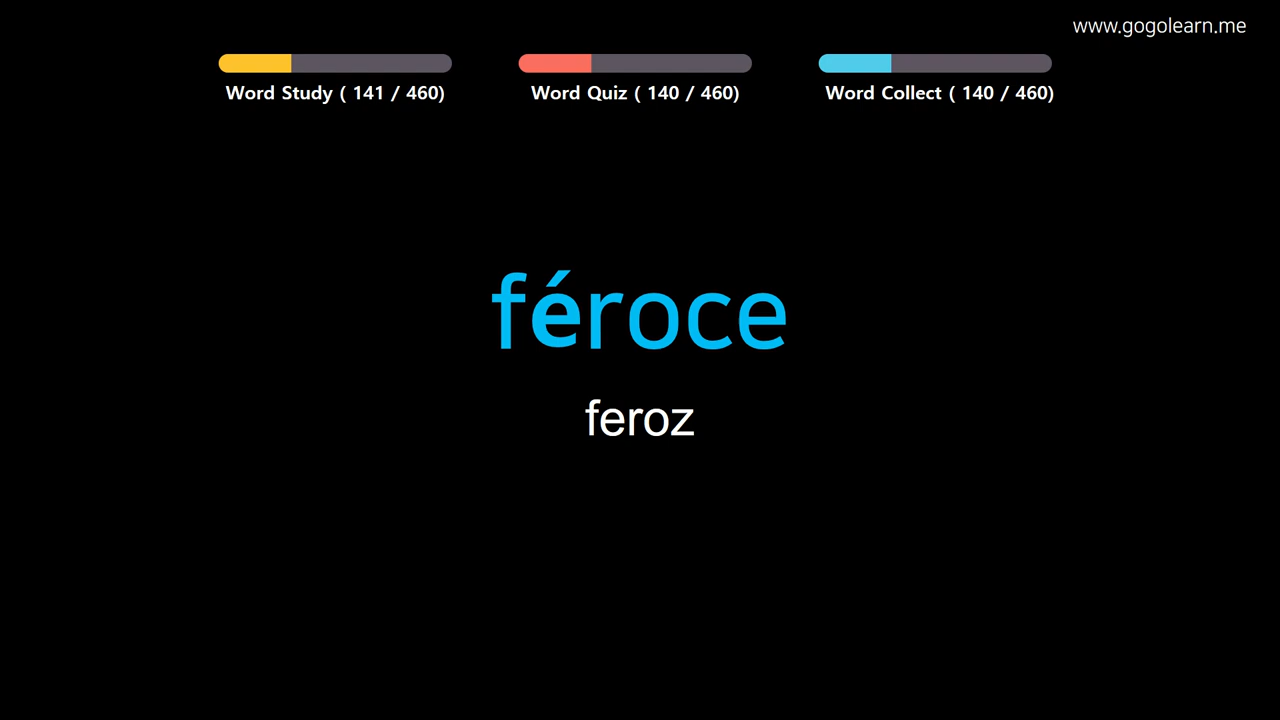 www.gogolearn.me
Word Study ( 141 / 460)
Word Quiz ( 140 / 460)
Word Collect ( 140 / 460)
féroce
feroz